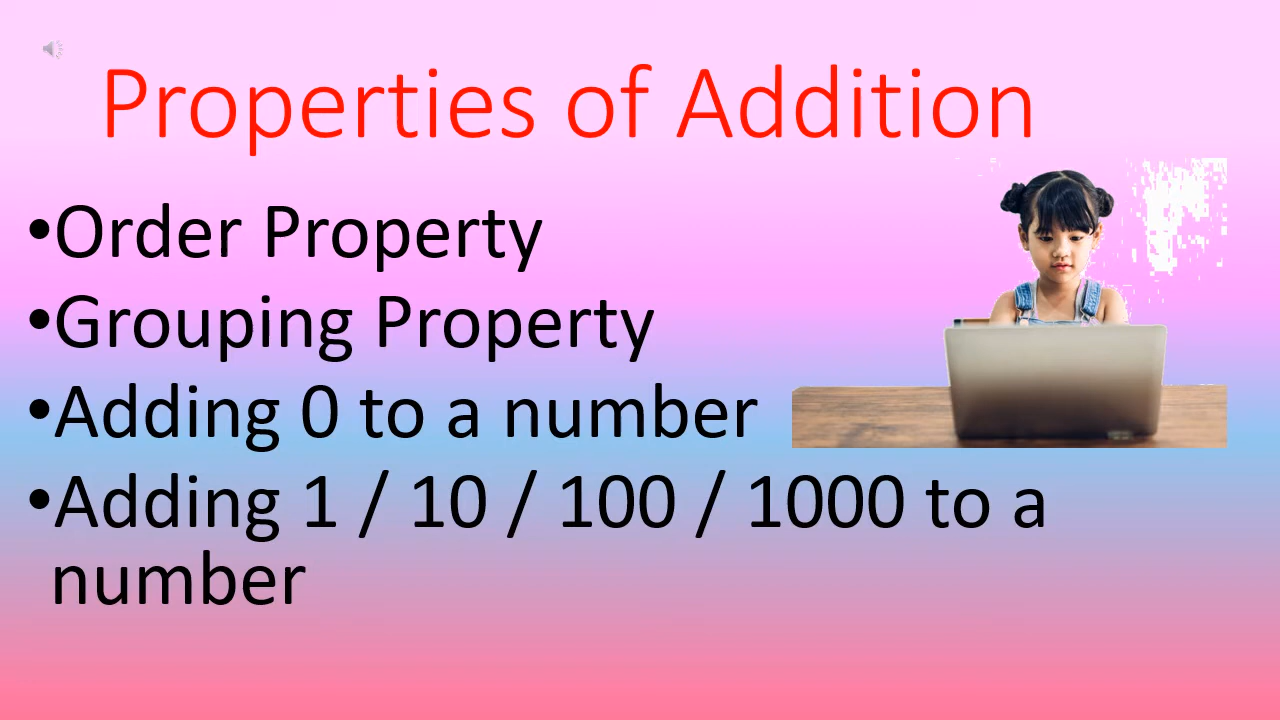 Properties of Addition
•Order Property
•Grouping Property
•Adding 0 to a number
•Adding 1 / 10 / 100 / 1000 to a
number